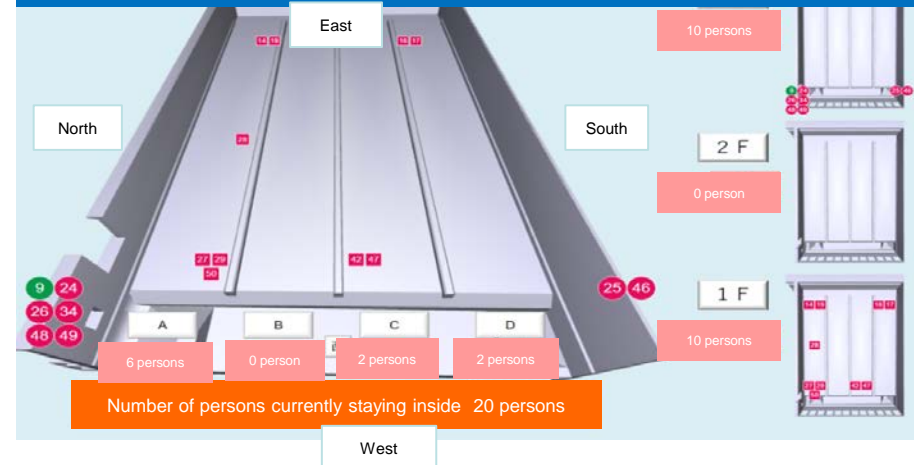 East
10 persons
14 16 17
North
South
28
2 F
0 person
27 29
50
42 47
9 24
26 34
48 49
25 46
1 F
A
B
C
D
6 persons
0 person
2 persons
2 persons
10 persons
Number of persons currently staying inside 20 persons
West